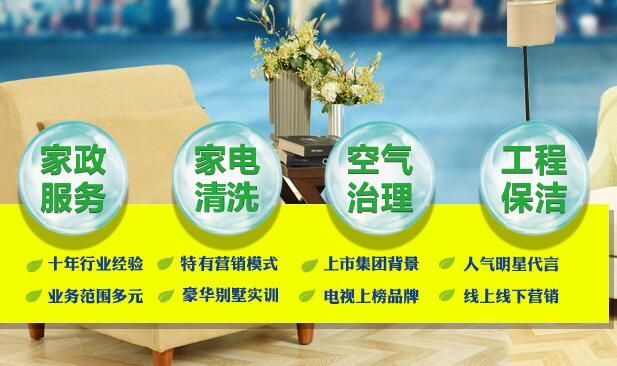 家政
服务
家电
清洗
空气
治理
工程
保洁
十年行业经验
特有营销模式
上市集团背景
人气明星代言
业务范围多元
豪华别墅实训
电视上榜品牌
线上线下营销